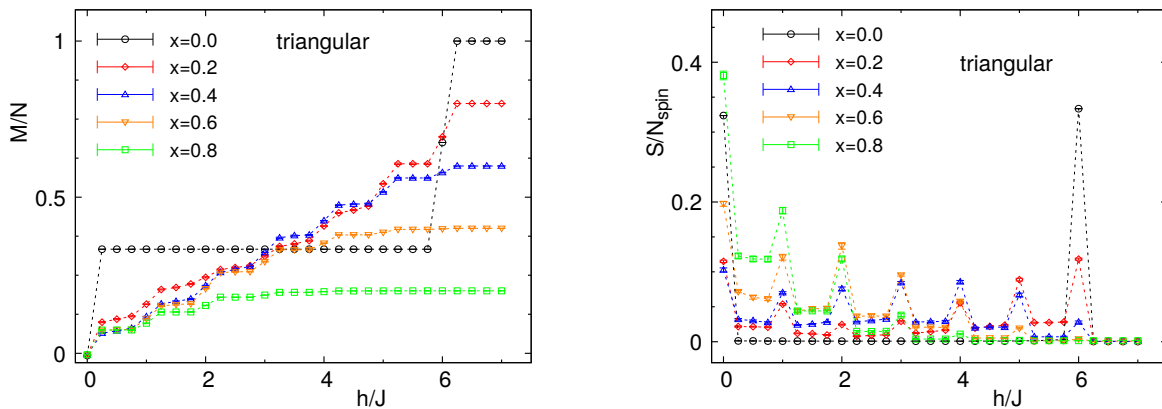 triangular
x=0.0
x=0.2
x=0.4
x=0.6
x=0.8
M/N
1
0.5
0
0 2 4 6
h/J
triangular
x=0.0
x=0.2
x=0.4
x=0.6
x=0.8
S/Nspin
0.4
0.2
0
0 2 4 6
h/J